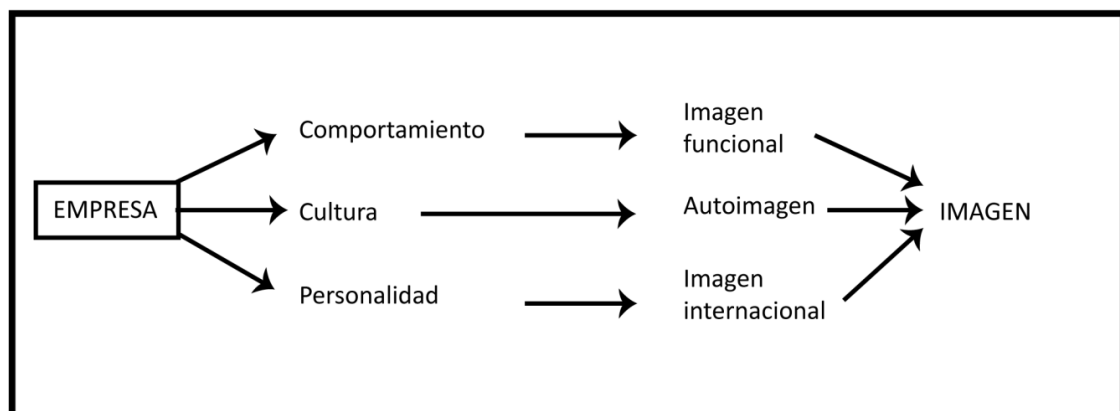 Comportamiento
Imagen
funcional
EMPRESA
Cultura
Autoimagen
IMAGEN
Personalidad
Imagen
internacional